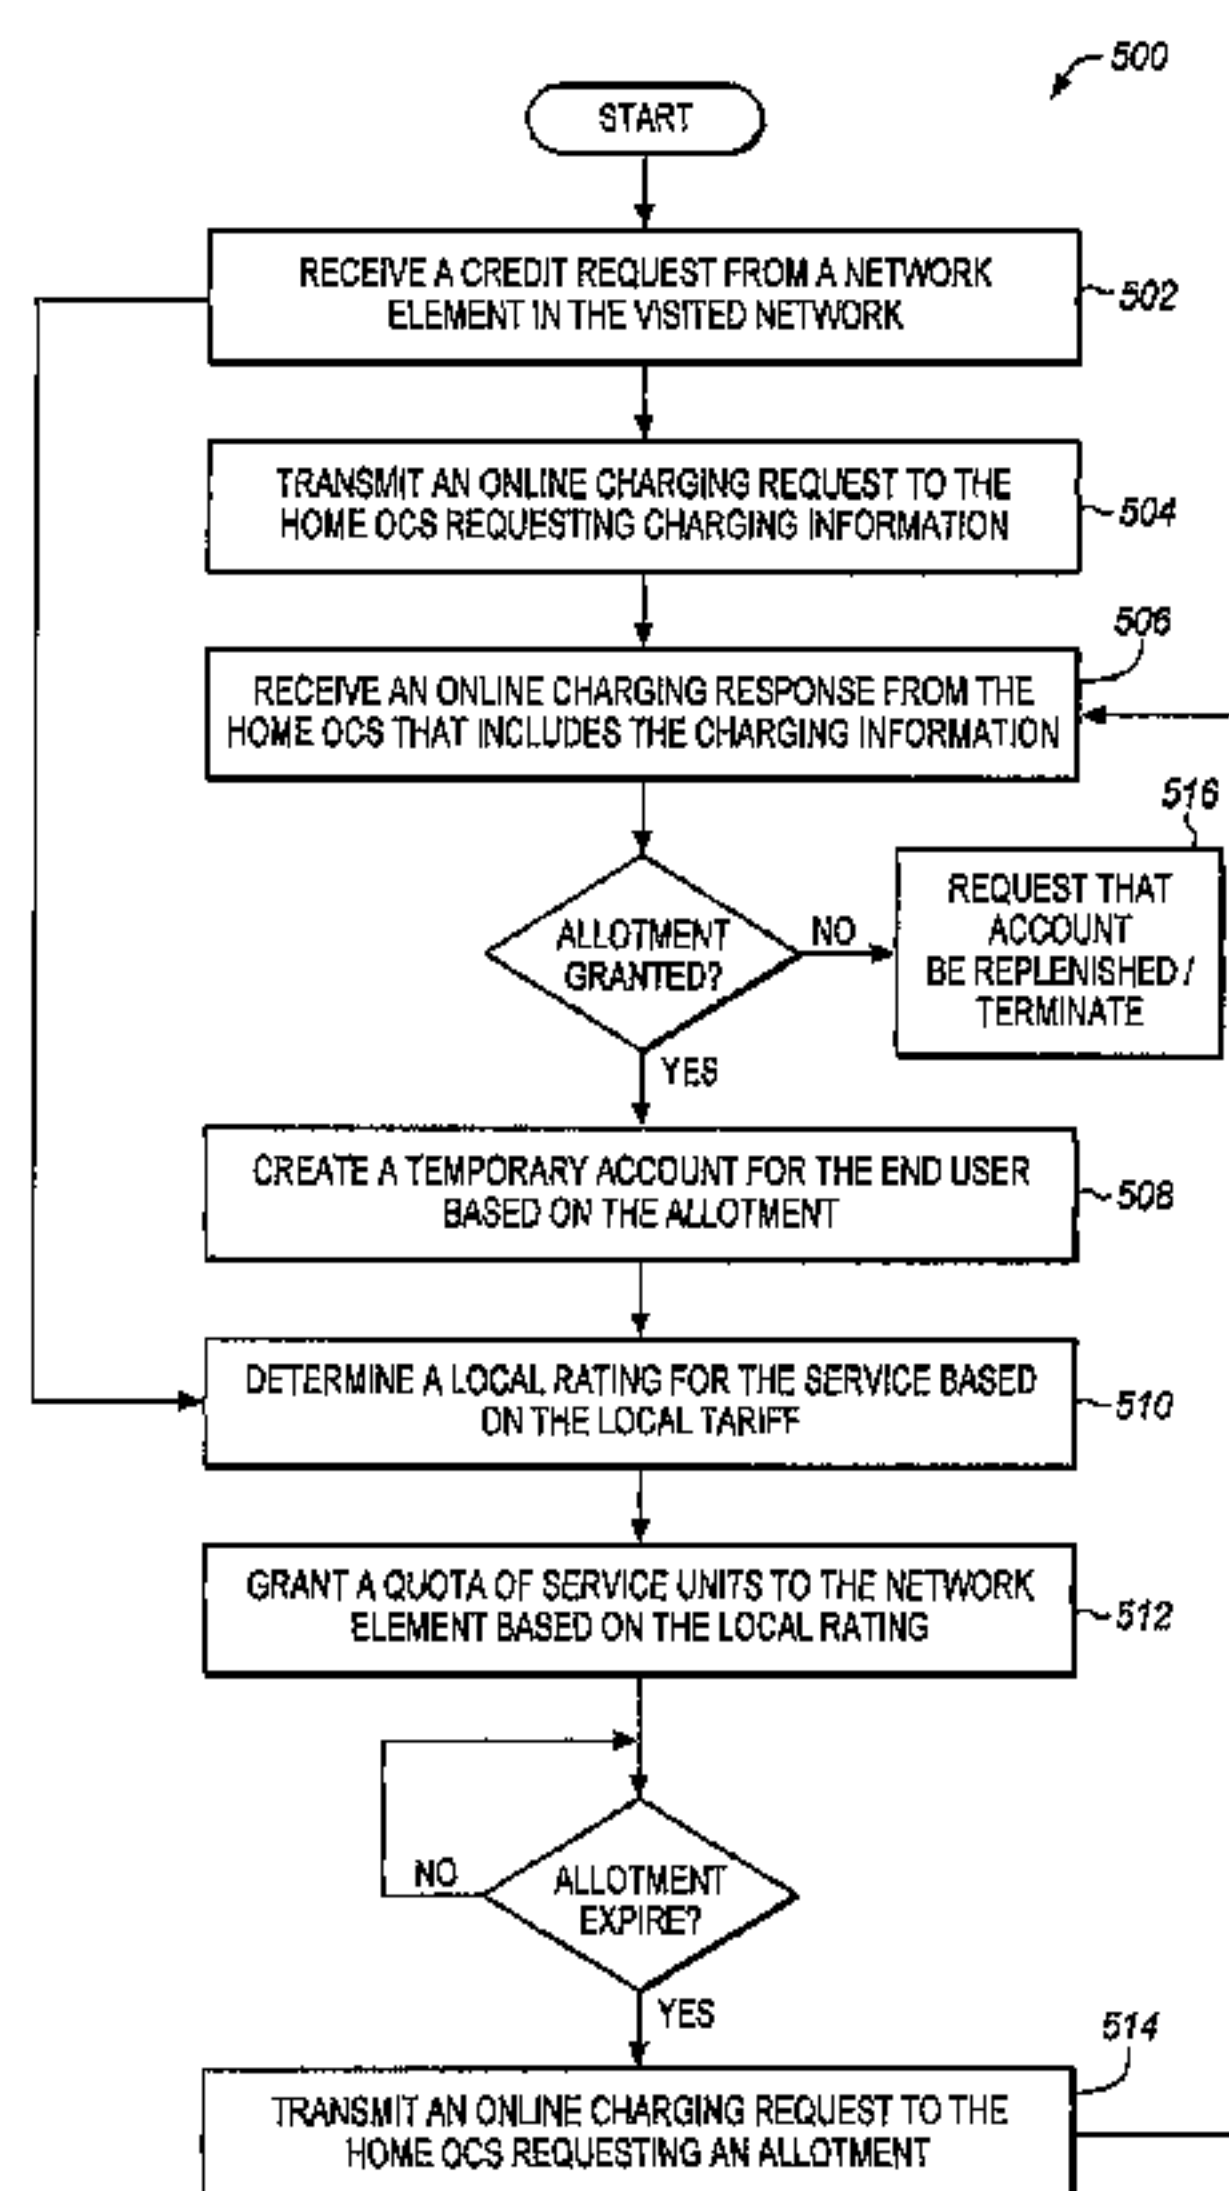 500
START
RECEIVE A CREDIT REQUEST FROM A NETWORK
ELEMENT IN THE VISITED NETWORK
502
TRANSMIT AN ONLINE CHARGING REQUEST TO THE
HOME OCS REQUESTING CHARGING INFORMATION
504
506
RECEIVE AN ONLINE CHARGING RESPONSE FROM THE
HOME OCS THAT INCLUDES THE CHARGING INFORMATION
516
ALLOTMENT
GRANTED?
NO
REQUEST THAT
ACCOUNT
BE REPLENISHED /
TERMINATE
YES
CREATE A TEMPORARY ACCOUNT FOR THE END USER
BASED ON THE ALLOTMENT
508
DETERMINE A LOCAL RATING FOR THE SERVICE BASED
ON THE LOCAL TARIFF
510
GRANT A QUOTA OF SERVICE UNITS TO THE NETWORK
ELEMENT BASED ON THE LOCAL RATING
512
NO
ALLOTMENT
EXPIRE?
YES
514
TRANSMIT AN ONLINE CHARGING REQUEST TO THE
HOME OCS REQUESTING AN ALLOTMENT